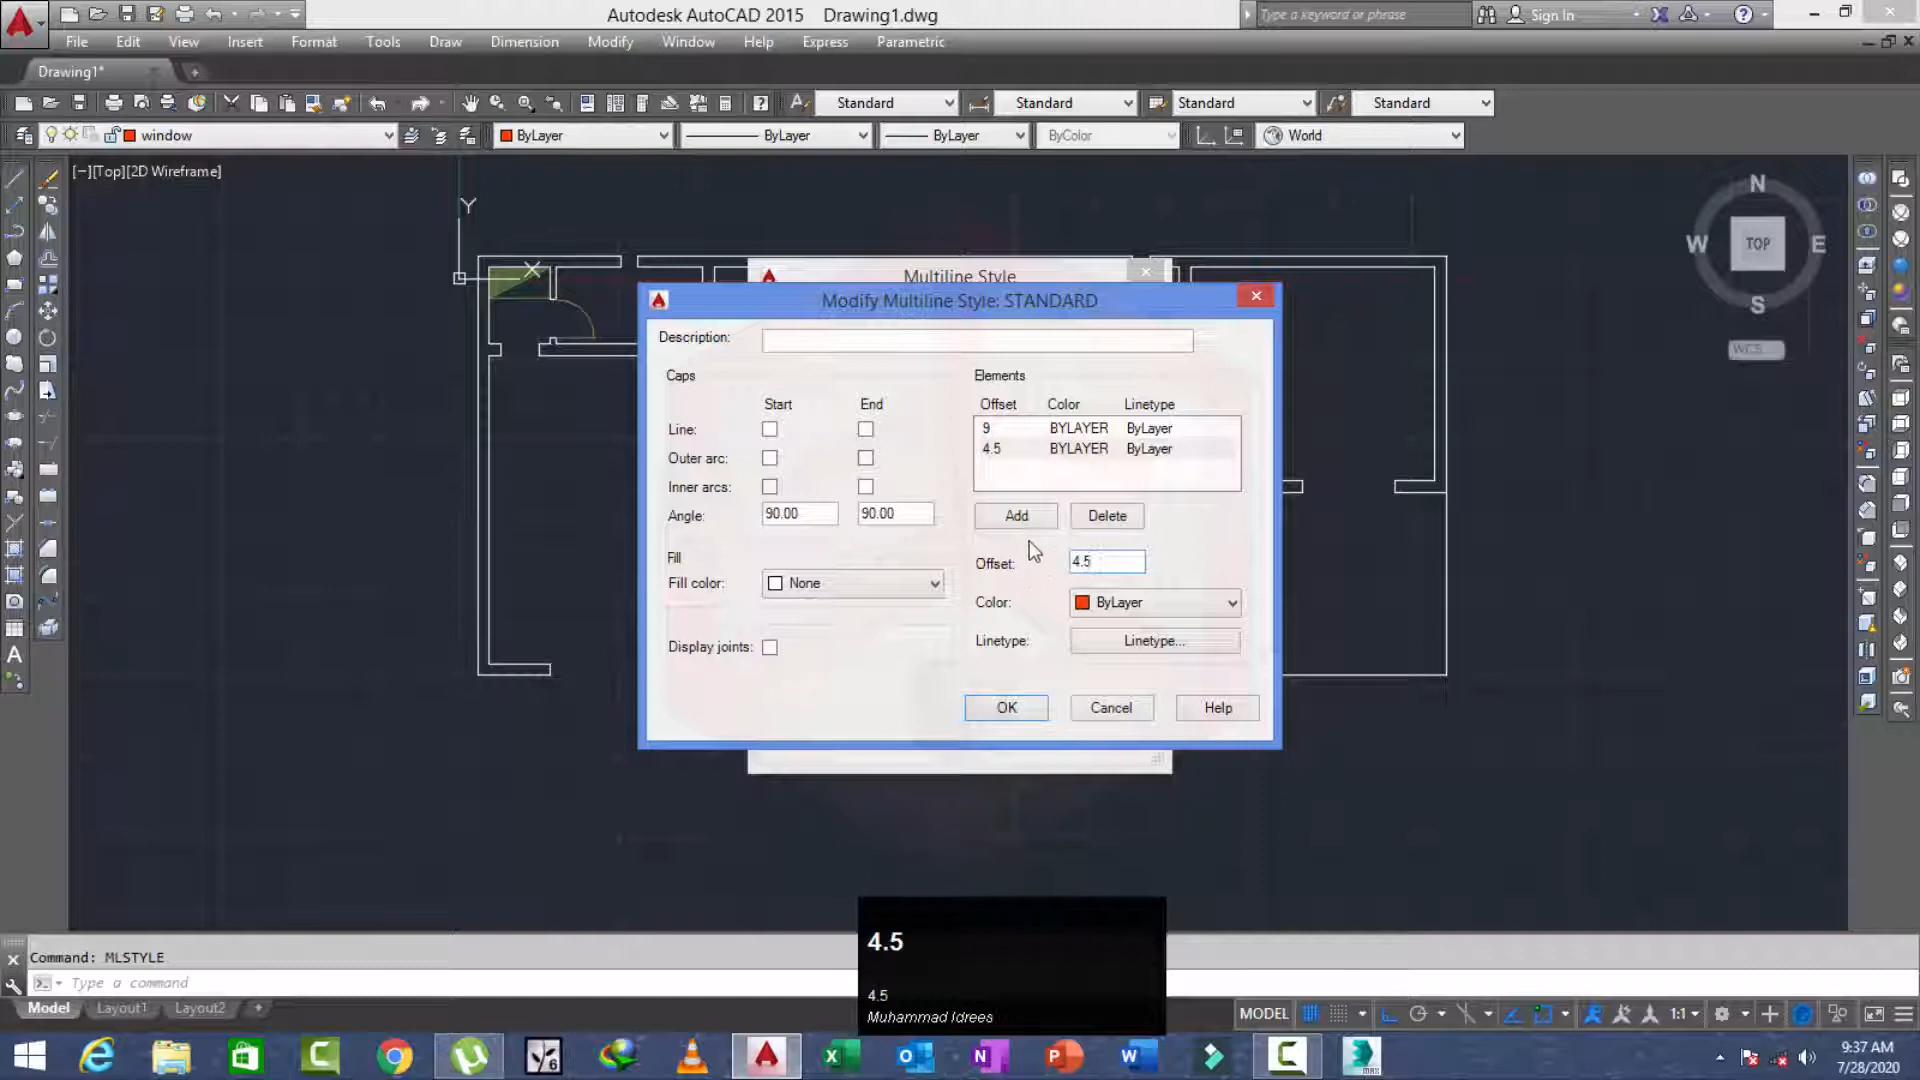 Autodesk AutoCAD 2015 Drawing1.dwg
Type a keyword or phrase
Sign In
File Edit View Insert Format Tools Draw Dimension Modify Window Help Express Parametric
Drawing1*
Standard Standard Standard Standard
window ByLayer ByLayer ByLayer ByColor World
[−][Top][2D Wireframe]
Y
X
N
W TOP E
S
WCS
Multiline Style
Modify Multiline Style: STANDARD
Description:
Caps
Start End
Line:
Outer arc:
Inner arcs:
Angle: 90.00 90.00
Fill
Fill color: None
Display joints:
Elements
Offset Color Linetype
9 BYLAYER ByLayer
4.5 BYLAYER ByLayer
Add Delete
Offset: 4.5
Color: ByLayer
Linetype: Linetype...
OK Cancel Help
4.5
4.5
Muhammad Idrees
Command: MLSTYLE
Type a command
Model Layout1 Layout2
MODEL 1:1
9:37 AM
7/28/2020